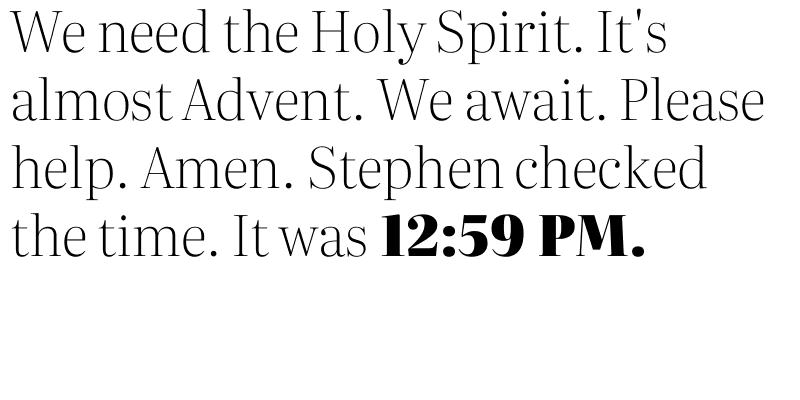 We need the Holy Spirit. It's
almost Advent. We await. Please
help. Amen. Stephen checked
the time. It was 12:59 PM.